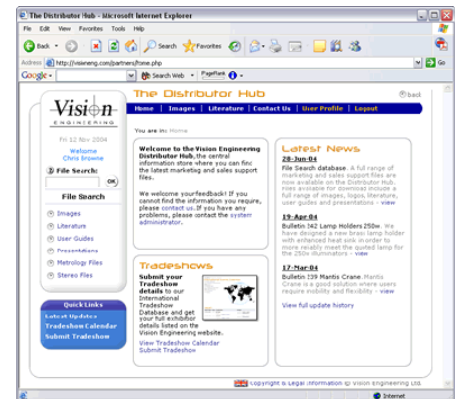 The Distributor Hub - Microsoft Internet Explorer
File Edit View Favorites Tools Help
Back Search Favorites
Address http://visioneng.com/partners/home.php Go
Google Search Web PageRank
The Distributor Hub
back
Home | Images | Literature | Contact Us | User Profile | Logout
Vision
ENGINEERING
Fri 12 Nov 2004
Welcome
Chris Browne
File Search:
OK
File Search
Images
Literature
User Guides
Presentations
Metrology Files
Stereo Files
Quick Links
Latest Updates
Tradeshow Calendar
Submit Tradeshow
You are in: Home
Welcome to the Vision Engineering
Distributor Hub, the central
information store where you can find
the latest marketing and sales support
files.
We welcome your feedback! If you
cannot find the information you require,
please contact us. If you have any
problems, please contact the system
administrator.
Tradeshows
Submit your
Tradeshow
details to our
International
Tradeshow
Database and get
your full exhibition
details listed on the
Vision Engineering website.
View Tradeshow Calendar
Submit Tradeshow
Latest News
28-Jun-04
File Search database. A full range of
marketing and sales support files are
now available on the Distributor Hub.
Files available for download include a
full range of images, logos, literature,
user guides and presentations - view
19-Apr-04
Bulletin 142 Lamp Holders 250w. We
have designed a new brass lamp holder
with enhanced heat sink in order to
more reliably meet the quoted lamp for
the 250w illuminators - view
17-Mar-04
Bulletin 139 Mantis Crane. Mantis
Crane is a good solution where users
require mobility and flexibility - view
View full update history
Copyright & Legal Information © Vision Engineering Ltd.
Internet